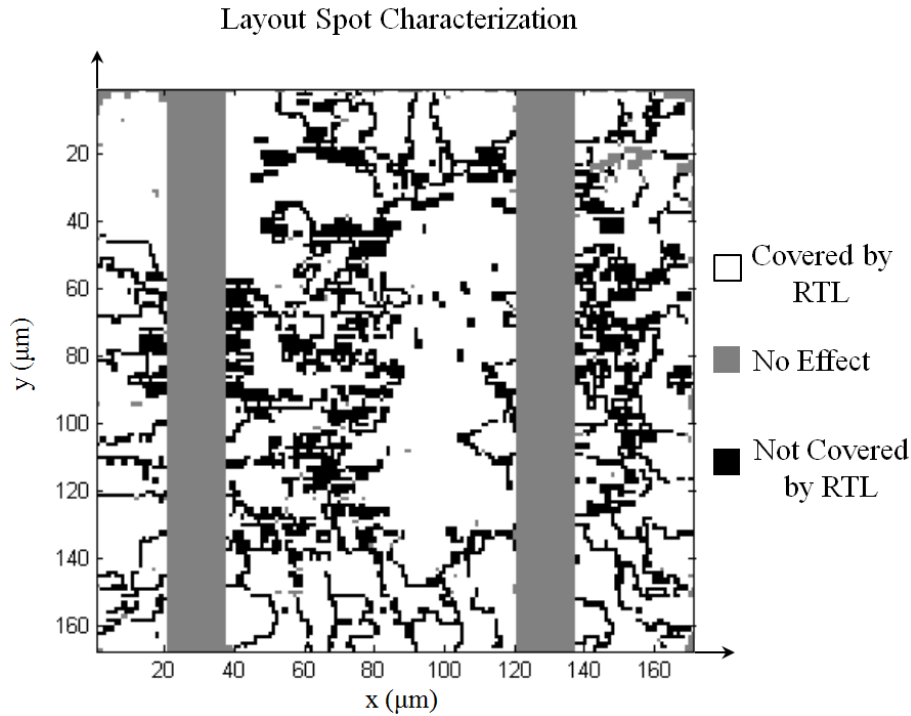 Layout Spot Characterization
20
40
60
80
100
120
140
160
y (μm)
20
40
60
80
100
120
140
160
x (μm)
Covered by
RTL
No Effect
Not Covered
by RTL